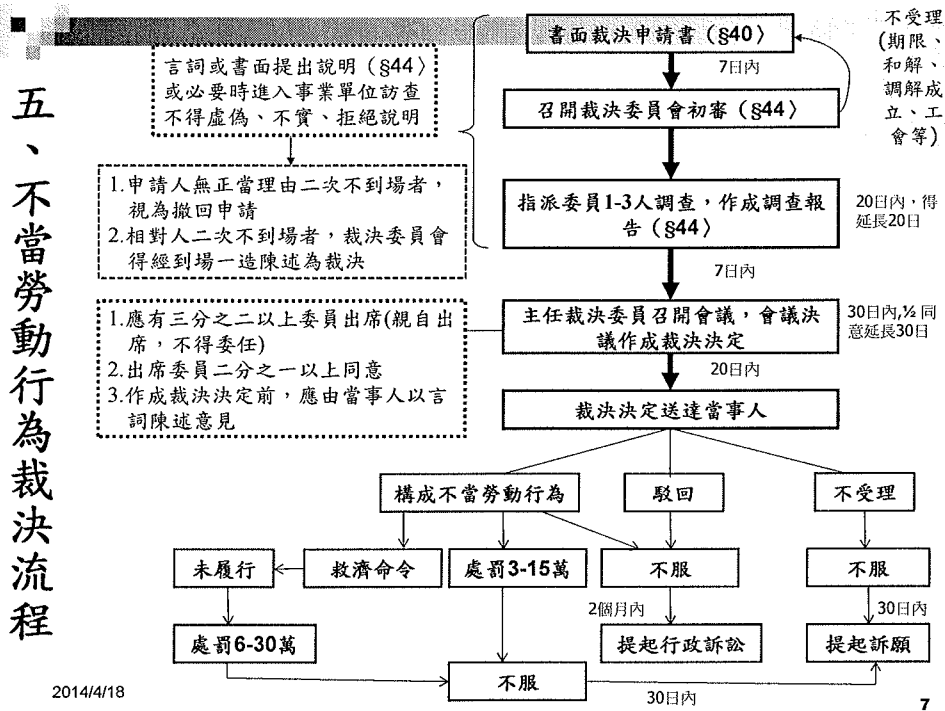 五、不當勞動行為裁決流程
書面裁決申請書（§40）
7日內
召開裁決委員會初審（§44）
不受理
(期限、
和解、
調解成
立、工
會等)
言詞或書面提出說明（§44）
或必要時進入事業單位訪查
不得虛偽、不實、拒絕說明
1.申請人無正當理由二次不到場者，
視為撤回申請
2.相對人二次不到場者，裁決委員會
得經到場一造陳述為裁決
指派委員1-3人調查，作成調查報
告（§44）
20日內，得
延長20日
7日內
主任裁決委員召開會議，會議決
議作成裁決決定
30日內,½ 同
意延長30日
1.應有三分之二以上委員出席(親自出
席，不得委任)
2.出席委員二分之一以上同意
3.作成裁決決定前，應由當事人以言
詞陳述意見
20日內
裁決決定送達當事人
構成不當勞動行為
駁回
不受理
未履行
救濟命令
處罰3-15萬
不服
不服
2個月內
30日內
處罰6-30萬
提起行政訴訟
提起訴願
不服
30日內
2014/4/18
7